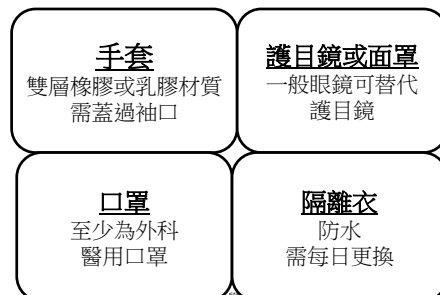 手套
雙層橡膠或乳膠材質
需蓋過袖口
護目鏡或面罩
一般眼鏡可替代
護目鏡
口罩
至少為外科
醫用口罩
隔離衣
防水
需每日更換